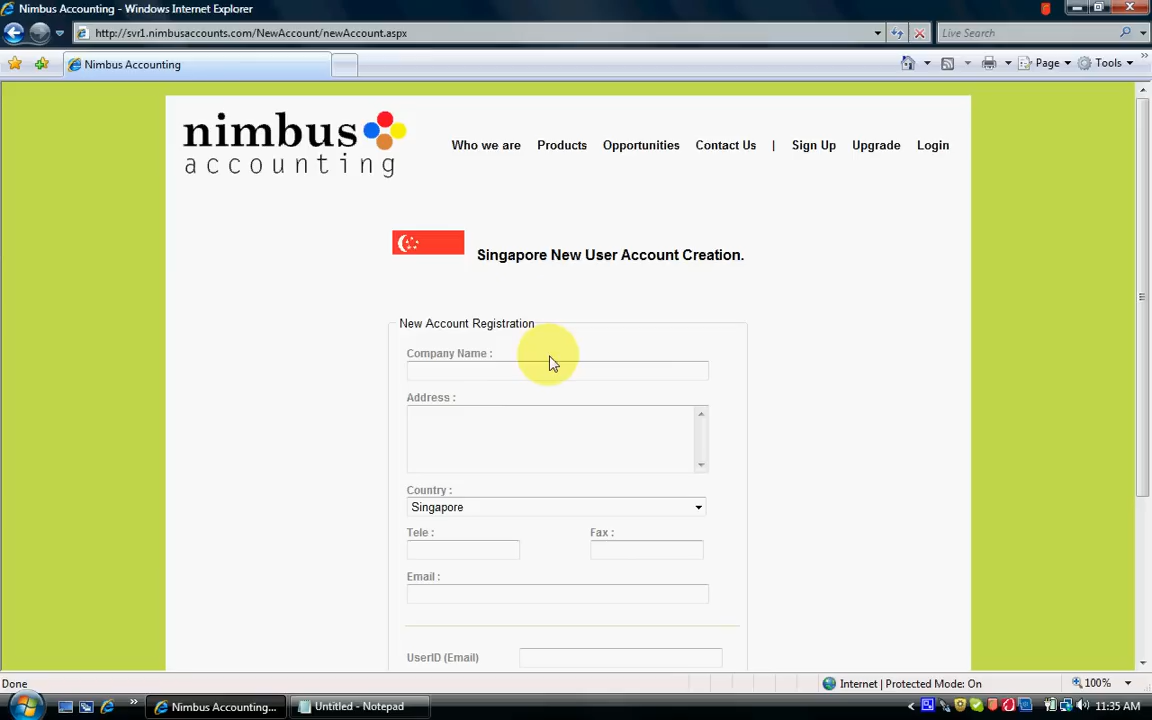 Nimbus Accounting - Windows Internet Explorer
http://svr1.nimbusaccounts.com/NewAccount/newAccount.aspx
Live Search
Nimbus Accounting
Page
Tools
nimbus
accounting
Who we are Products Opportunities Contact Us | Sign Up Upgrade Login
Singapore New User Account Creation.
New Account Registration
Company Name :
Address :
Country :
Singapore
Tele : Fax :
Email :
UserID (Email)
Done
Internet | Protected Mode: On
100%
Nimbus Accounting...
Untitled - Notepad
11:35 AM